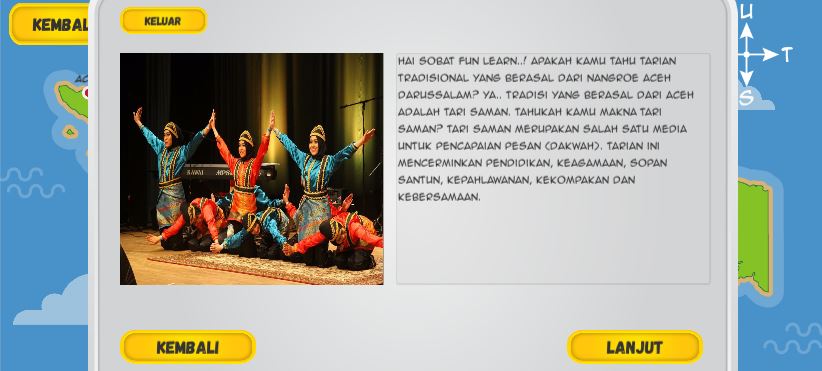 KEMBAL
KELUAR
U
T
S
AC
KAWAI
HAI SOBAT FUN LEARN..! APAKAH KAMU TAHU TARIAN
TRADISIONAL YANG BERASAL DARI NANGROE ACEH
DARUSSALAM? YA.. TRADISI YANG BERASAL DARI ACEH
ADALAH TARI SAMAN. TAHUKAH KAMU MAKNA TARI
SAMAN? TARI SAMAN MERUPAKAN SALAH SATU MEDIA
UNTUK PENCAPAIAN PESAN (DAKWAH). TARIAN INI
MENCERMINKAN PENDIDIKAN, KEAGAMAAN, SOPAN
SANTUN, KEPAHLAWANAN, KEKOMPAKAN DAN
KEBERSAMAAN.
KEMBALI
LANJUT